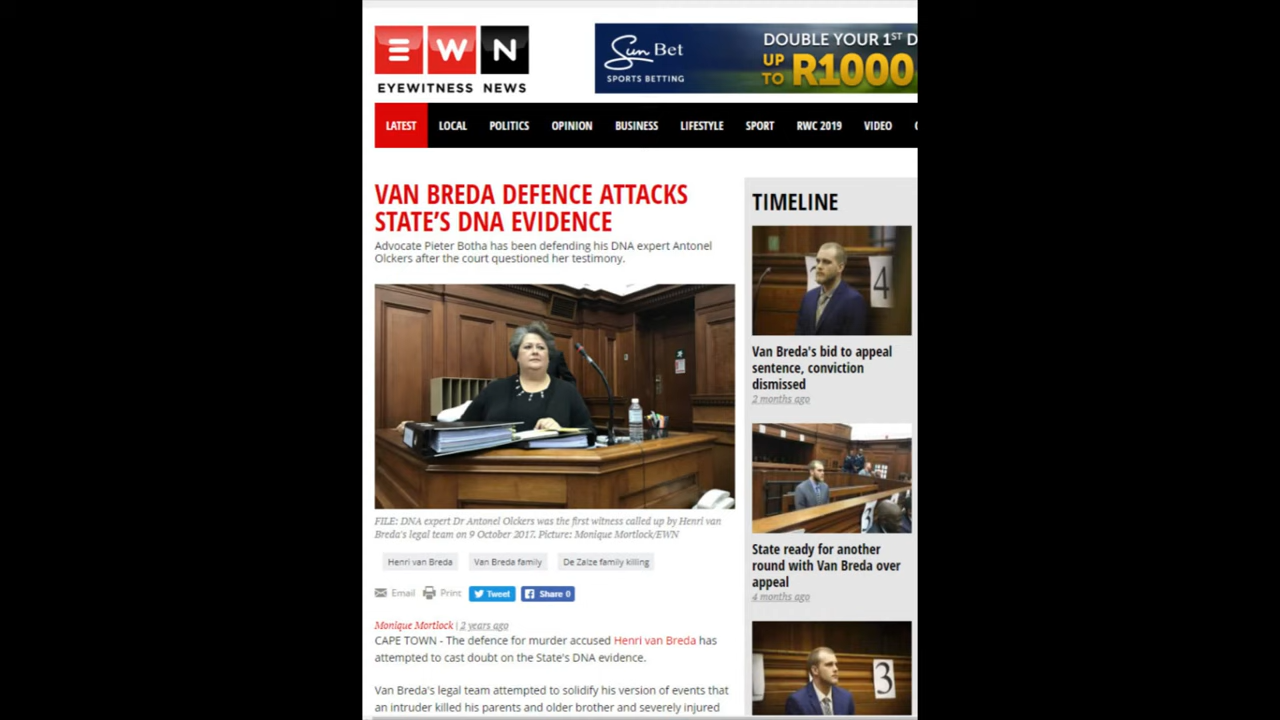 E W N
EYEWITNESS NEWS
Sun Bet
SPORTS BETTING
DOUBLE YOUR 1ST D
UP TO R1000
LATEST LOCAL POLITICS OPINION BUSINESS LIFESTYLE SPORT RWC 2019 VIDEO
VAN BREDA DEFENCE ATTACKS
STATE'S DNA EVIDENCE
Advocate Pieter Botha has been defending his DNA expert Antonel
Olckers after the court questioned her testimony.
FILE: DNA expert Dr Antonel Olckers was the first witness called up by Henri van
Breda's legal team on 9 October 2017. Picture: Monique Mortlock/EWN
Henri van Breda Van Breda family De Zalze family killing
Email Print Tweet Share 0
Monique Mortlock | 2 years ago
CAPE TOWN - The defence for murder accused Henri van Breda has
attempted to cast doubt on the State's DNA evidence.
Van Breda's legal team attempted to solidify his version of events that
an intruder killed his parents and older brother and severely injured
TIMELINE
4
Van Breda's bid to appeal
sentence, conviction
dismissed
2 months ago
State ready for another
round with Van Breda over
appeal
4 months ago
3